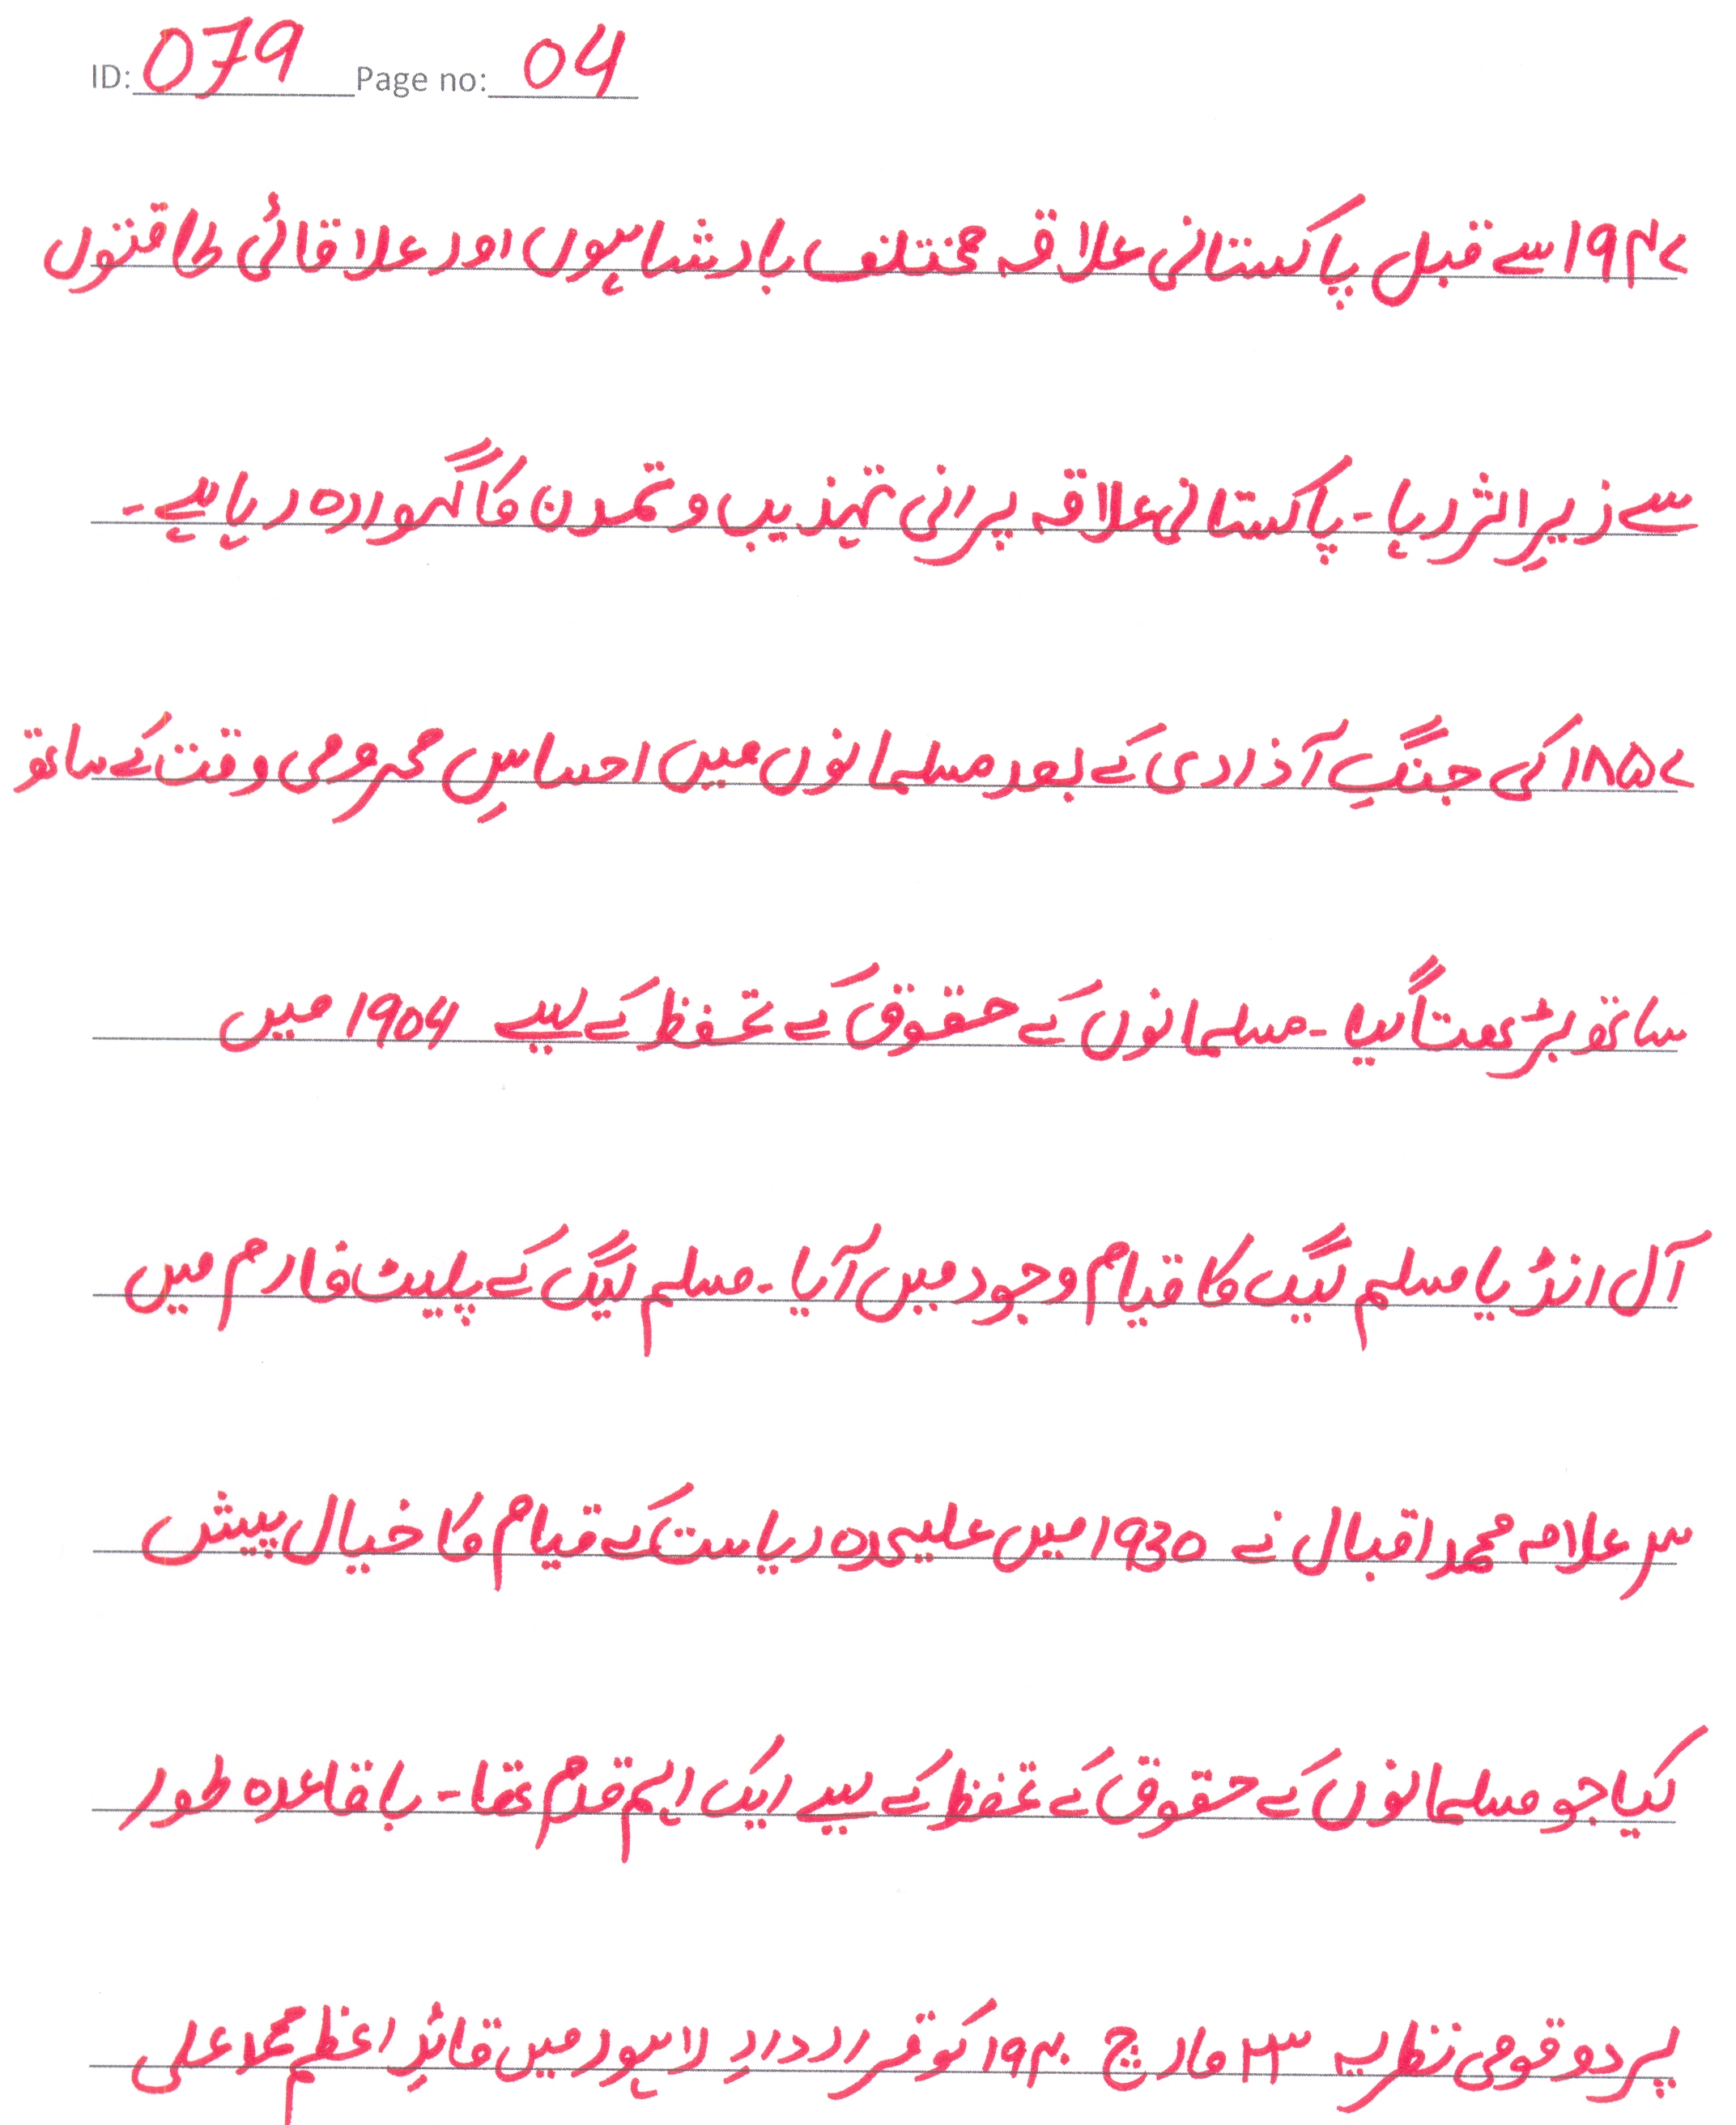 ID: 079 Page no: 04
۱۹۴۷ سے قبل پاکستانی علاقہ مختلف بادشاہوں اور علاقائی طاقتوں
سے زیرِ اثر رہا۔ پاکستانی علاقہ پرانی تہذیب و تمدن کا گہوارہ رہا ہے۔
۱۸۵۷ کی جنگِ آذادی کے بعد مسلمانوں میں احساسِ محرومی وقت کے ساتھ
ساتھ بڑھتا گیا۔ مسلمانوں کے حقوق کے تحفظ کے لیے 1904 میں
آل انڈیا مسلم لیگ کا قیام وجود میں آیا۔ مسلم لیگ کے پلیٹ فارم میں
سر علامہ محمد اقبال نے 1930 میں علیحدہ ریاست کے قیام کا خیال پیش
کیا جو مسلمانوں کے حقوق کے تحفظ کے لیے ایک اہم قدم تھا۔ باقاعدہ طور
پر دو قومی نظریہ ۲۳ مارچ ۱۹۴۰ کو قراردادِ لاہور میں قائدِ اعظم محمد علی